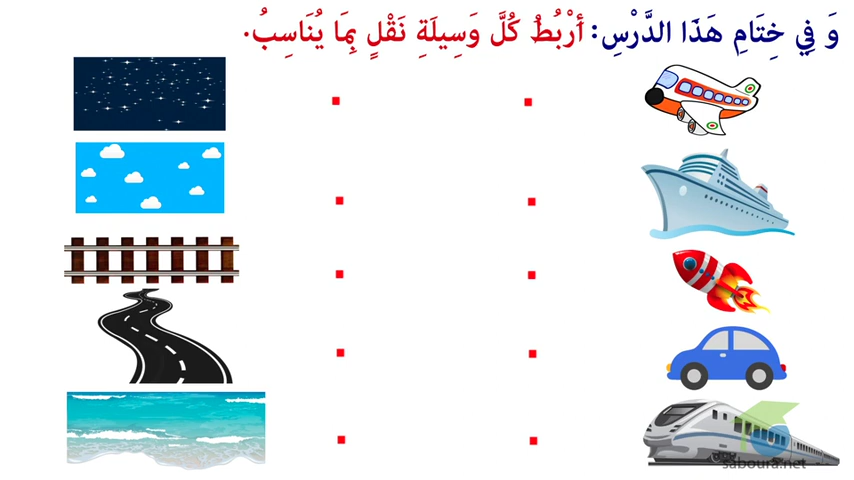 وَ فِي خِتَامِ هَذَا الدَّرْسِ: أَرْبُطُ كُلَّ وَسِيلَةِ نَقْلٍ بِمَا يُنَاسِبُ.
saboura.net